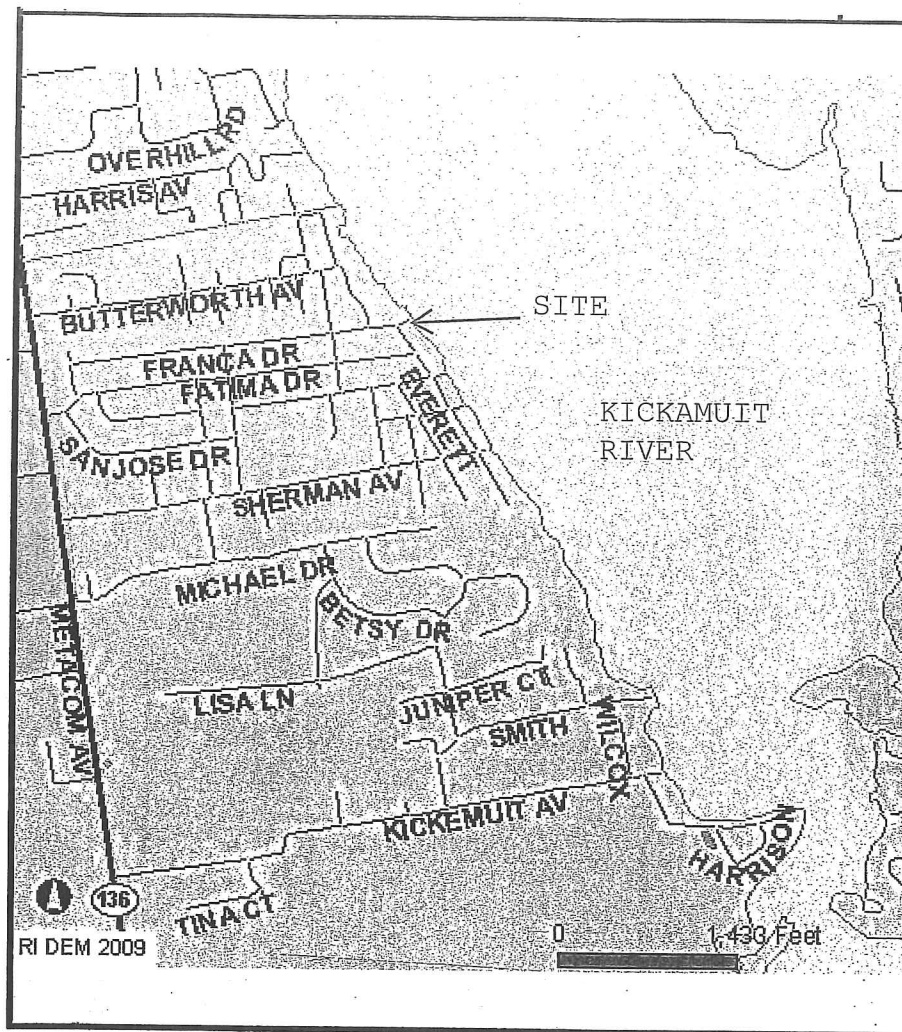 OVERHILL RD
HARRIS AV
BUTTERWORTH AV
SITE
FRANCA DR
FATIMA DR
EVERETT
KICKAMUIT
RIVER
SAN JOSE DR
SHERMAN AV
MICHAEL DR
BETSY DR
METACOM AV
LISA LN
JUNIPER CT
SMITH
WILCOX
KICKEMUIT AV
HARRISON
136
TINA CT
RI DEM 2009
0 1,433 Feet